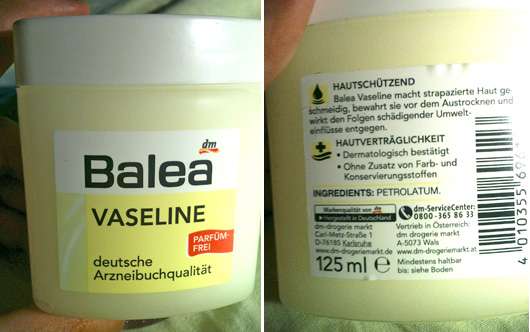 dm
Balea
VASELINE
PARFÜM-
FREI
deutsche
Arzneibuchqualität
HAUTSCHÜTZEND
Balea Vaseline macht strapazierte Haut ge-
schmeidig, bewahrt sie vor dem Austrocknen und
wirkt den Folgen schädigender Umwelt-
einflüsse entgegen.
HAUTVERTRÄGLICHKEIT
• Dermatologisch bestätigt
• Ohne Zusatz von Farb- und
Konservierungsstoffen
INGREDIENTS: PETROLATUM.
Markenqualität von dm
Hergestellt in Deutschland
dm-ServiceCenter:
0800-365 86 33
dm-drogerie markt
Carl-Metz-Straße 1
D-76185 Karlsruhe
www.dm-drogeriemarkt.de
Vertrieb in Österreich:
dm drogerie markt
A-5073 Wals
www.dm-drogeriemarkt.at
125 ml e
Mindestens haltbar
bis: siehe Boden